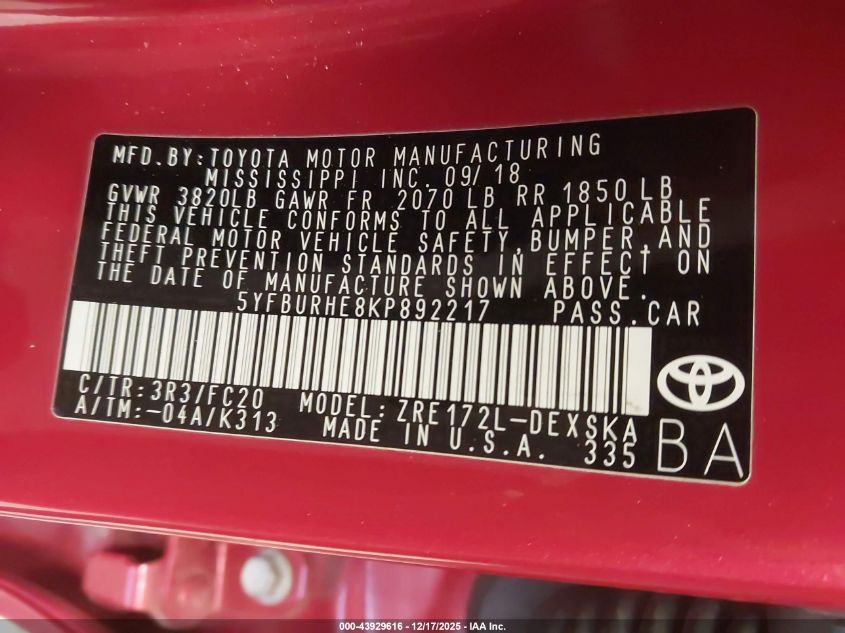 MFD.BY:TOYOTA MOTOR MANUFACTURING
MISSISSIPPI INC. 09/18
GVWR 3820LB GAWR FR 2070 LB RR 1850 LB
THIS VEHICLE CONFORMS TO ALL APPLICABLE
FEDERAL MOTOR VEHICLE SAFETY,BUMPER,AND
THEFT PREVENTION STANDARDS IN EFFECT ON
THE DATE OF MANUFACTURE SHOWN ABOVE.
5YFBURHE8KP892217 PASS.CAR
C/TR:3R3/FC20 MODEL:ZRE172L-DEXSKA
A/TM:-04A/K313 MADE IN U.S.A. 335
BA
000-43929616 - 12/17/2025 - IAA Inc.